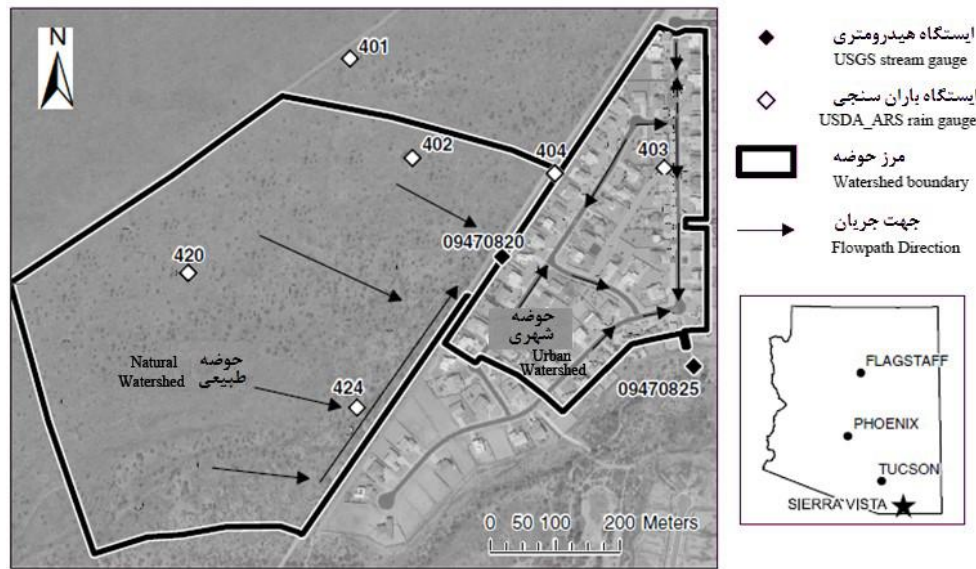 N
401
402
404
403
09470820
420
حوضه
شهری
Urban
Watershed
Natural
Watershed
حوضه
طبیعی
424
09470825
0 50 100 200 Meters
ایستگاه هیدرومتری
USGS stream gauge
ایستگاه باران سنجی
USDA_ARS rain gauge
مرز حوضه
Watershed boundary
جهت جریان
Flowpath Direction
FLAGSTAFF
PHOENIX
TUCSON
SIERRA VISTA